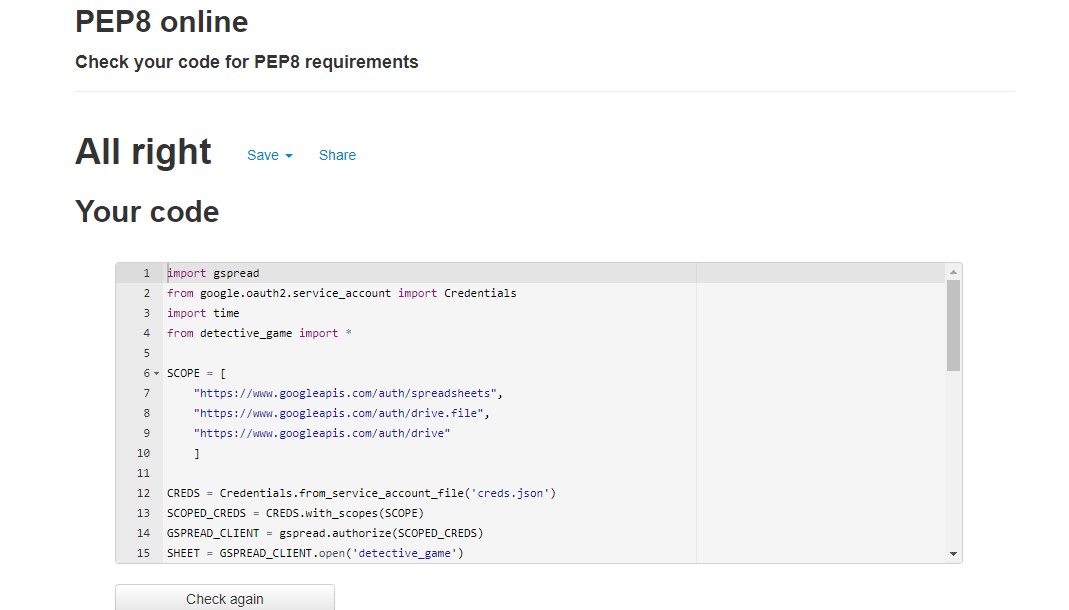 PEP8 online
Check your code for PEP8 requirements
All right Save Share
Your code
1 import gspread
2 from google.oauth2.service_account import Credentials
3 import time
4 from detective_game import *
5
6 SCOPE = [
7     "https://www.googleapis.com/auth/spreadsheets",
8     "https://www.googleapis.com/auth/drive.file",
9     "https://www.googleapis.com/auth/drive"
10     ]
11
12 CREDS = Credentials.from_service_account_file('creds.json')
13 SCOPED_CREDS = CREDS.with_scopes(SCOPE)
14 GSPREAD_CLIENT = gspread.authorize(SCOPED_CREDS)
15 SHEET = GSPREAD_CLIENT.open('detective_game')
Check again